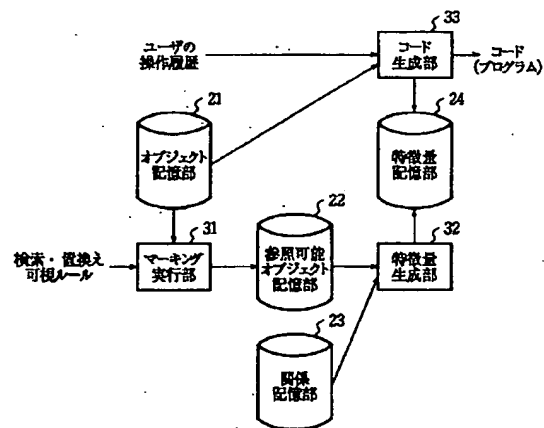 33
ユーザの
操作履歴
コード
生成部
コード
(プログラム)
21
24
オブジェクト
記憶部
特徴量
記憶部
22
31
32
検索・置換え
可視ルール
マーキング
実行部
参照可能
オブジェクト
記憶部
特徴量
生成部
23
関係
記憶部